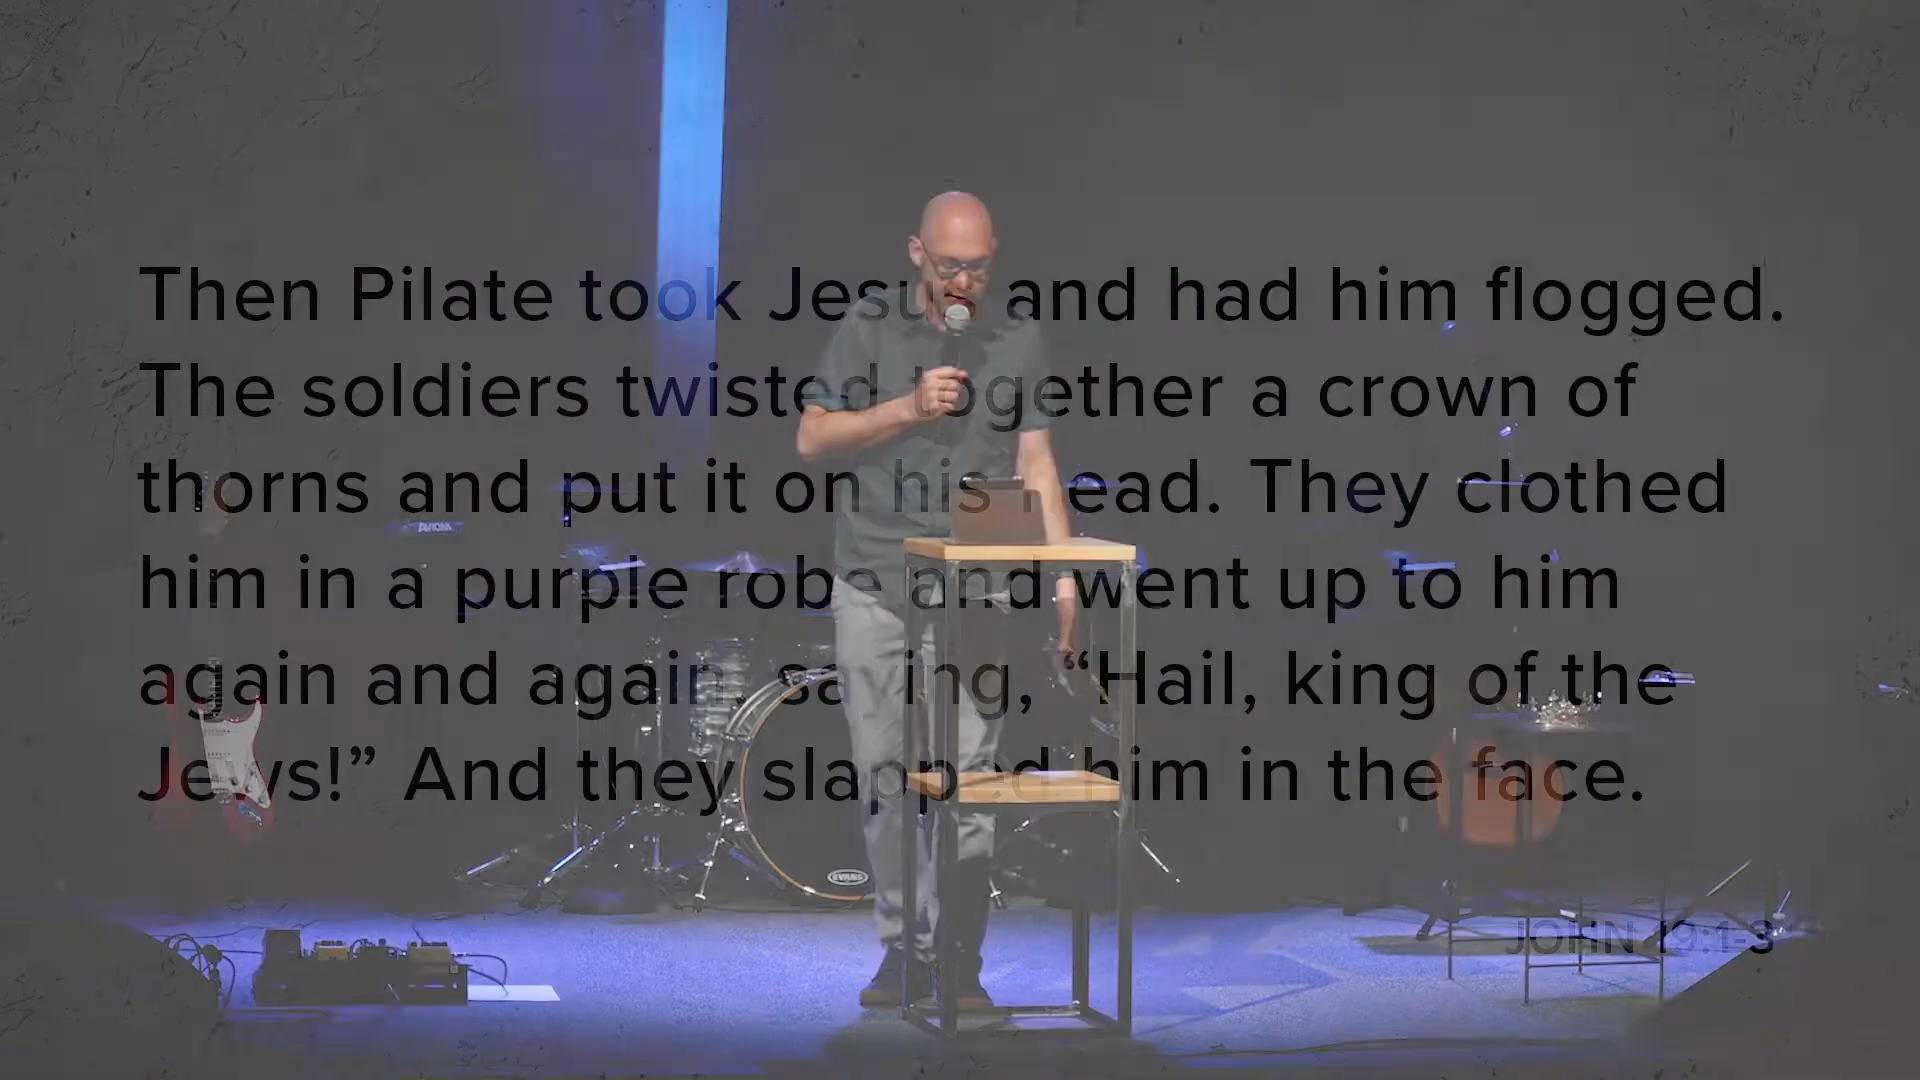 Then Pilate took Jesus and had him flogged.
The soldiers twisted together a crown of
thorns and put it on his head. They clothed
him in a purple robe and went up to him
again and again, saying, “Hail, king of the
Jews!” And they slapped him in the face.
JOHN 19:1-3
AVIOM
EVANS